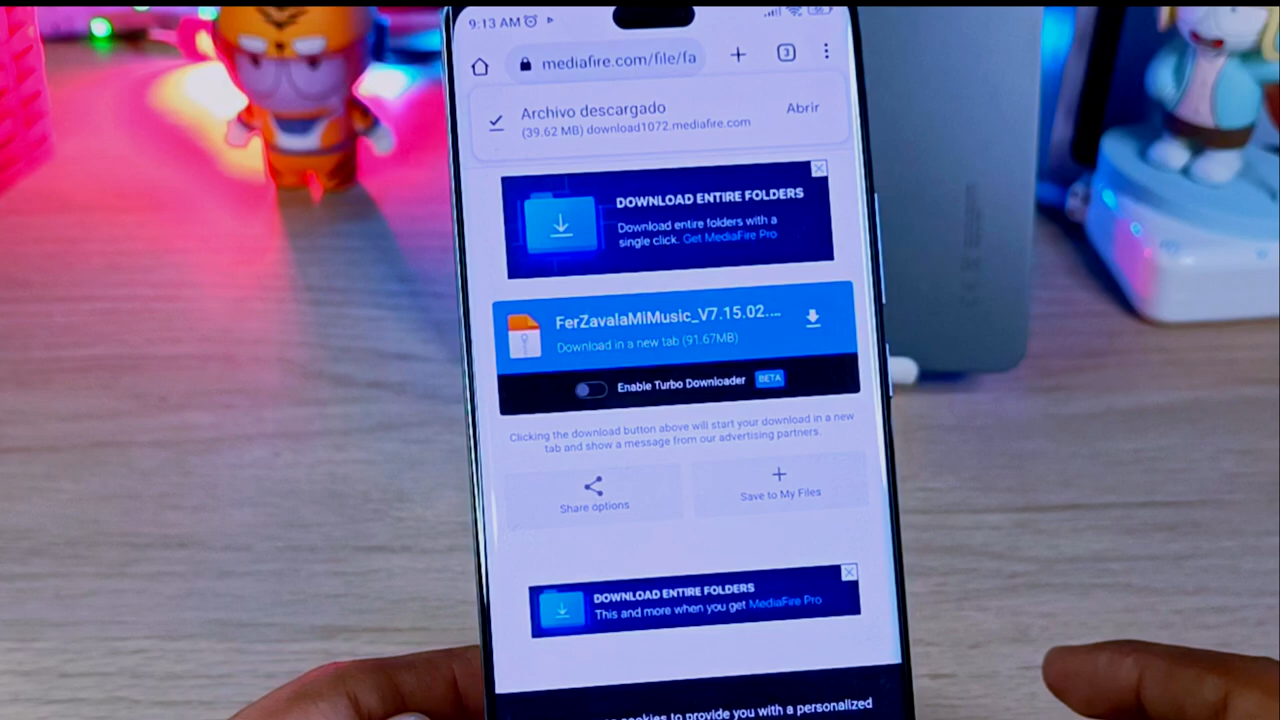 9:13 AM
mediafire.com/file/fa
3
Archivo descargado
Abrir
(39.62 MB) download1072.mediafire.com
DOWNLOAD ENTIRE FOLDERS
Download entire folders with a
single click. Get MediaFire Pro
FerZavalaMiMusic_V7.15.02....
Download in a new tab (91.67MB)
Enable Turbo Downloader BETA
Clicking the download button above will start your download in a new
tab and show a message from our advertising partners.
Share options
Save to My Files
DOWNLOAD ENTIRE FOLDERS
This and more when you get MediaFire Pro
cookies to provide you with a personalized